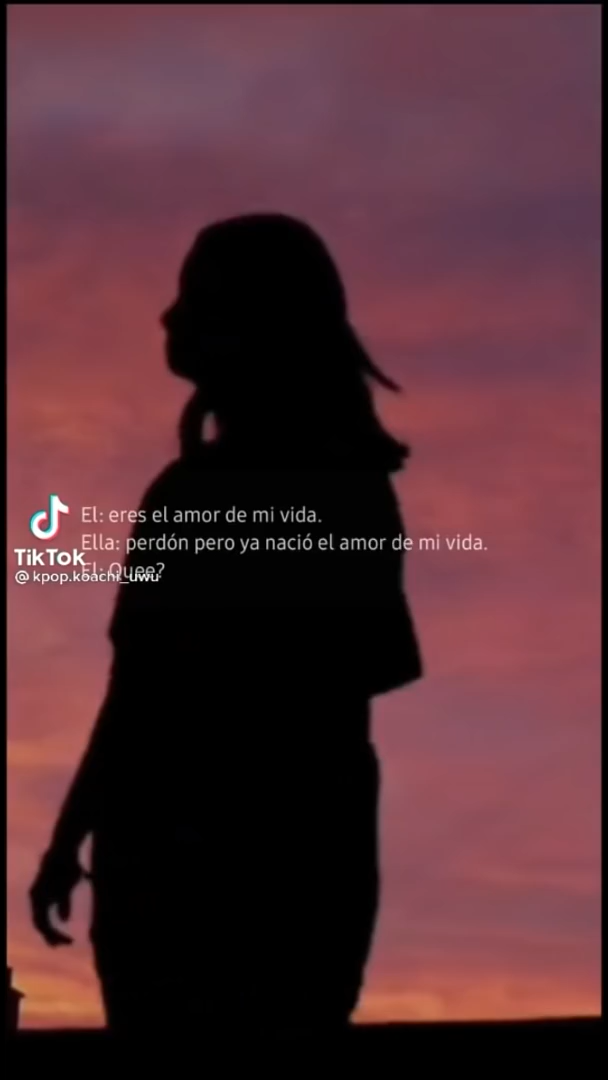 El: eres el amor de mi vida.
Ella: perdón pero ya nació el amor de mi vida.
El: Quee?
TikTok
@kpop.koachi_uwu